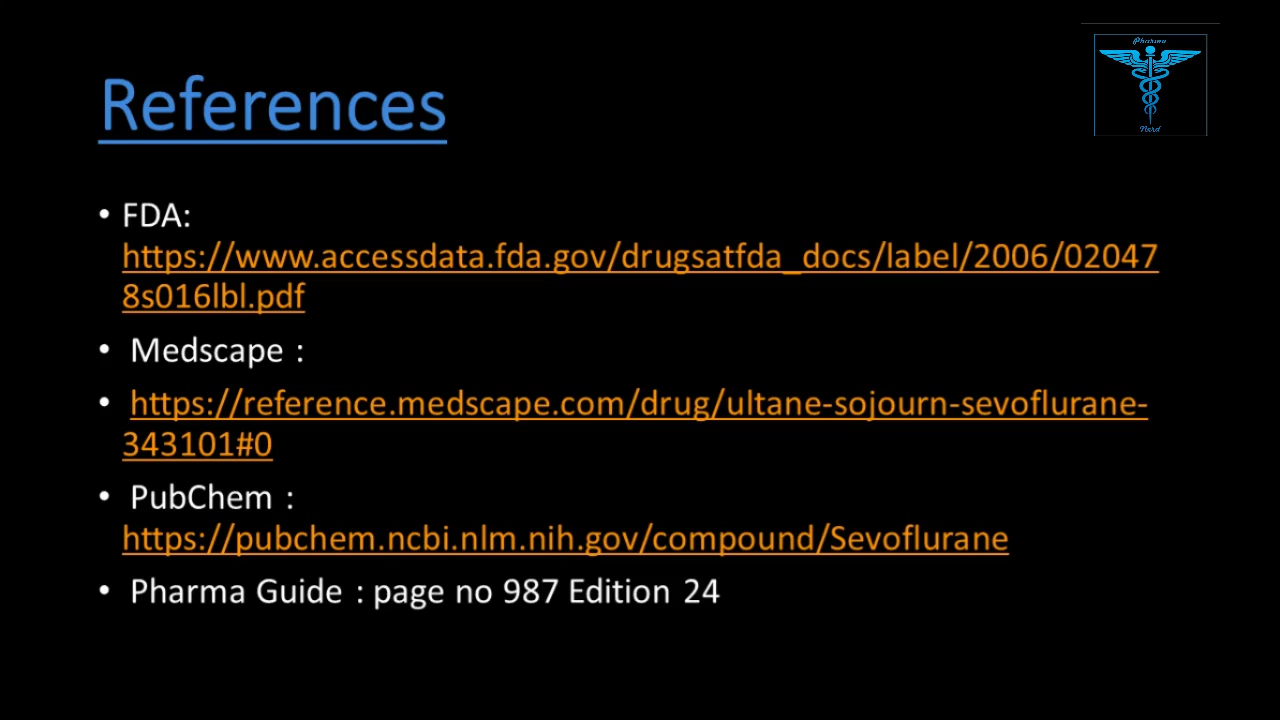 Pharma
Nerd
References
• FDA:
https://www.accessdata.fda.gov/drugsatfda_docs/label/2006/02047
8s016lbl.pdf
• Medscape :
• https://reference.medscape.com/drug/ultane-sojourn-sevoflurane-
343101#0
• PubChem :
https://pubchem.ncbi.nlm.nih.gov/compound/Sevoflurane
• Pharma Guide : page no 987 Edition 24